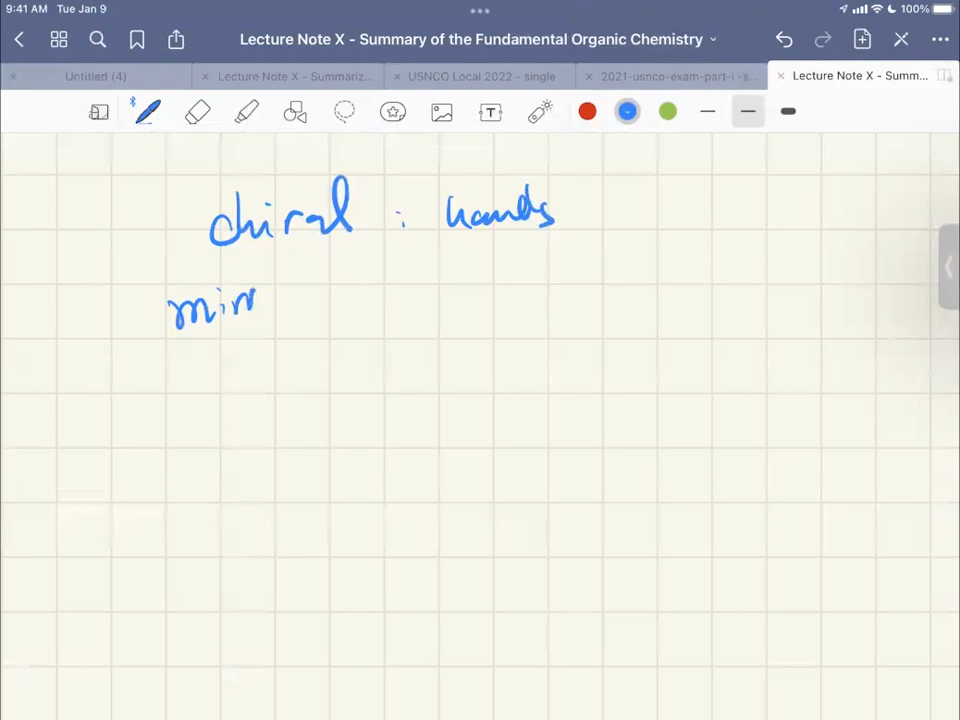 9:41 AM Tue Jan 9
100%
Lecture Note X - Summary of the Fundamental Organic Chemistry
Untitled (4)
Lecture Note X - Summariz...
USNCO Local 2022 - single
2021-usnco-exam-part-i -s...
Lecture Note X - Summ...
T
chiral : hands
mirr